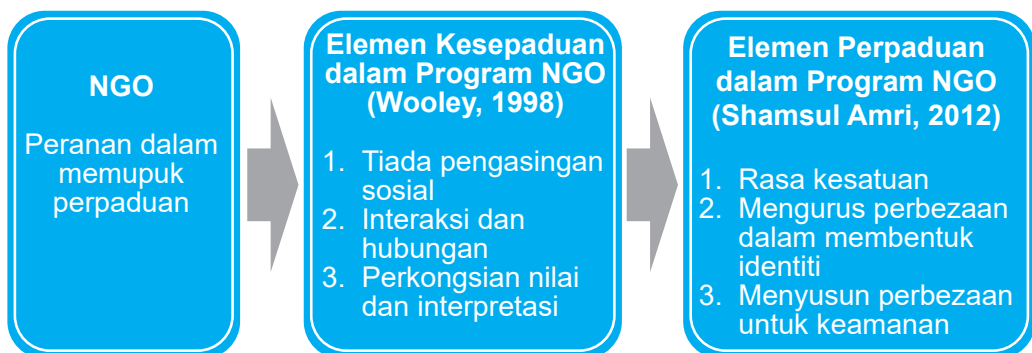 NGO
Peranan dalam
memupuk
perpaduan
Elemen Kesepaduan
dalam Program NGO
(Wooley, 1998)
1. Tiada pengasingan
sosial
2. Interaksi dan
hubungan
3. Perkongsian nilai
dan interpretasi
Elemen Perpaduan
dalam Program NGO
(Shamsul Amri, 2012)
1. Rasa kesatuan
2. Mengurus perbezaan
dalam membentuk
identiti
3. Menyusun perbezaan
untuk keamanan